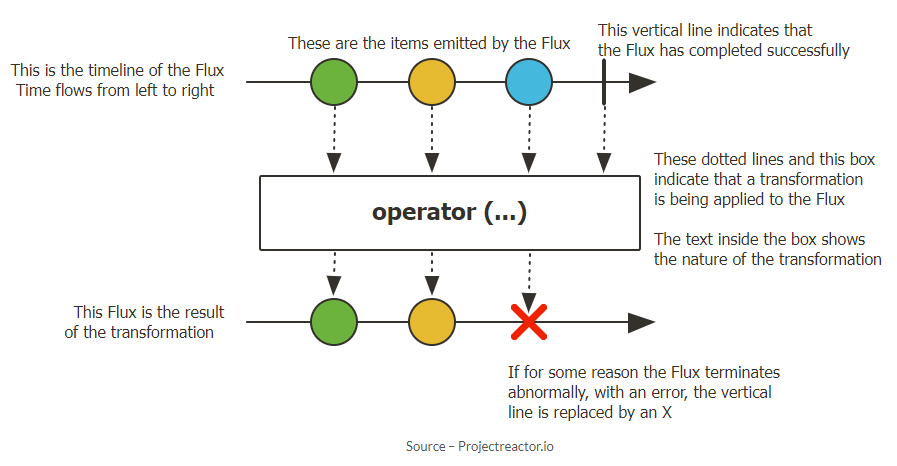 This vertical line indicates that
the Flux has completed successfully
These are the items emitted by the Flux
This is the timeline of the Flux
Time flows from left to right
These dotted lines and this box
indicate that a transformation
is being applied to the Flux
operator (...)
The text inside the box shows
the nature of the transformation
This Flux is the result
of the transformation
If for some reason the Flux terminates
abnormally, with an error, the vertical
line is replaced by an X
Source – Projectreactor.io